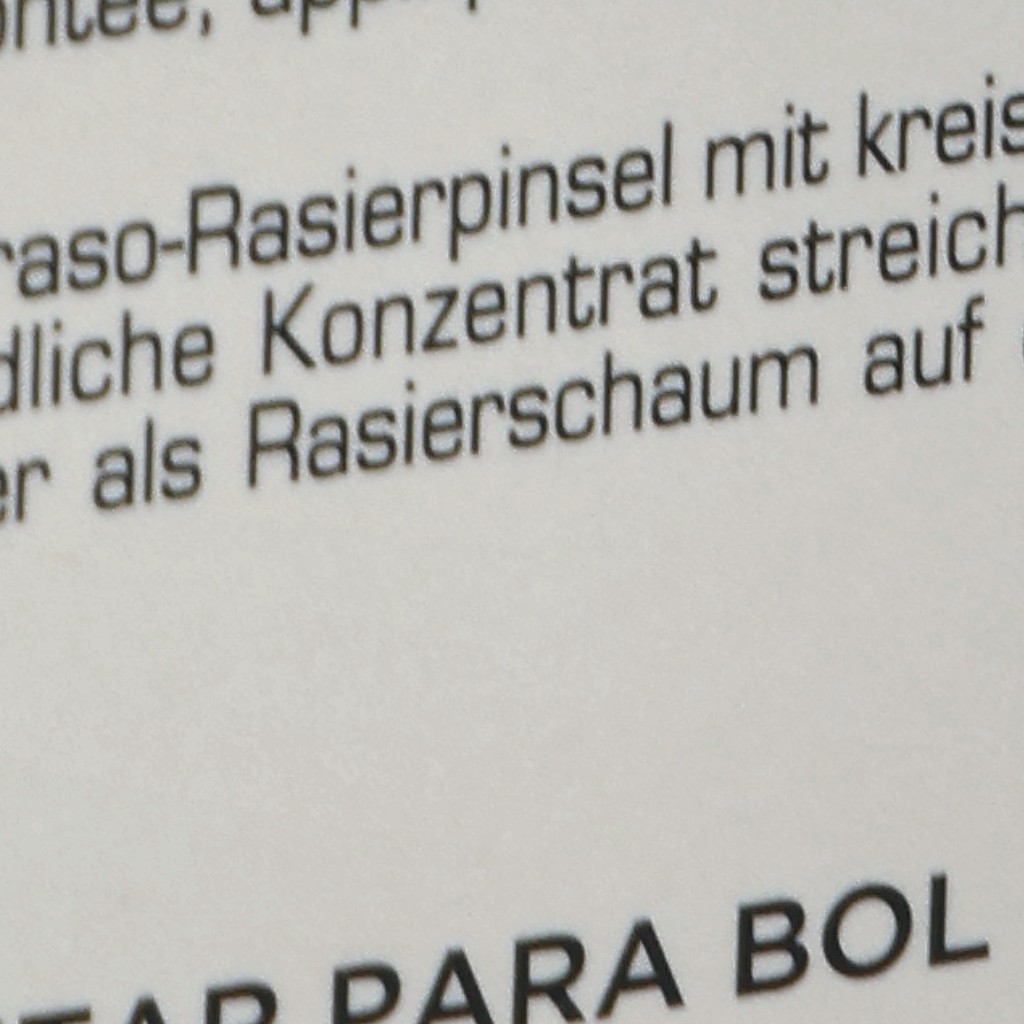 raso-Rasierpinsel mit kreis
dliche Konzentrat streich
er als Rasierschaum auf
PARA BOL